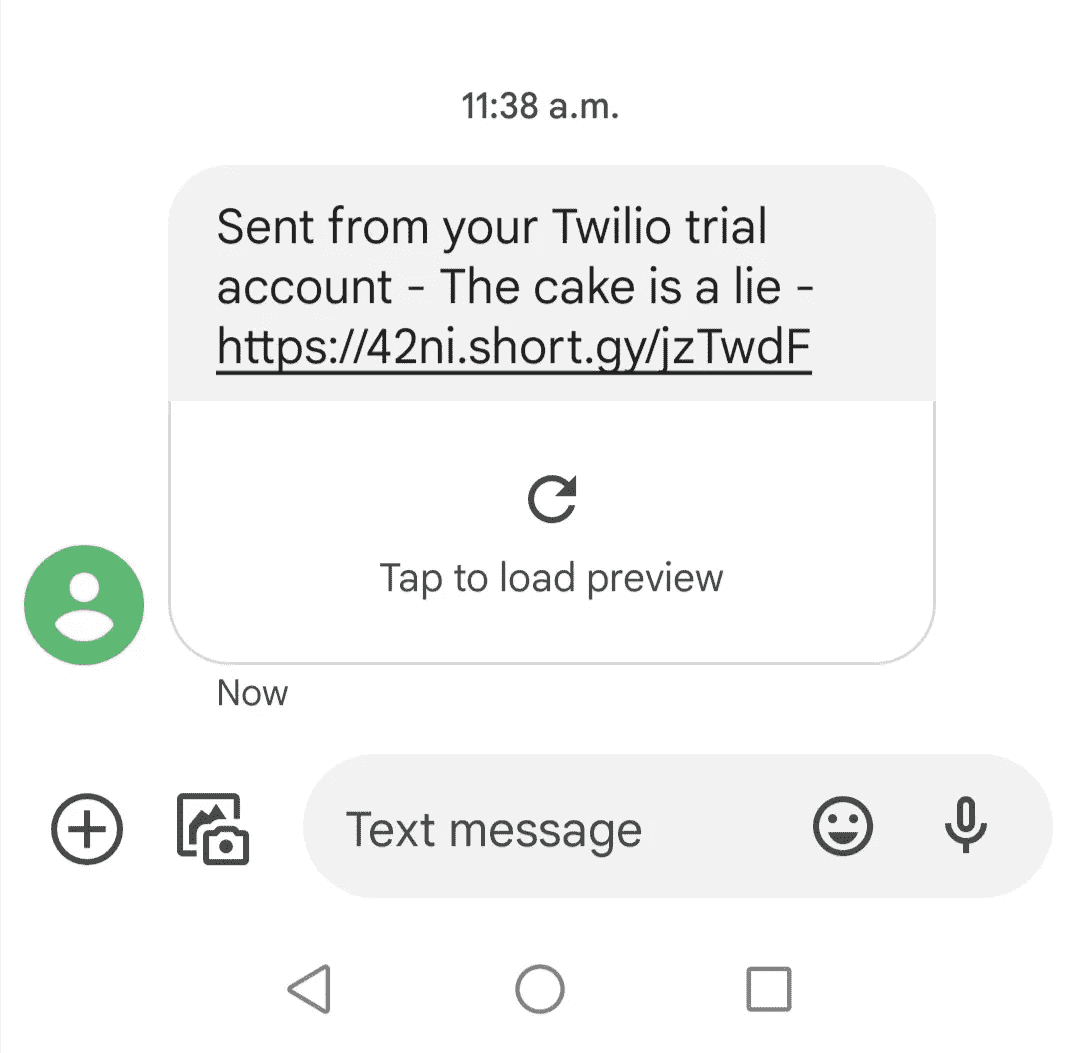 11:38 a.m.
Sent from your Twilio trial
account - The cake is a lie -
https://42ni.short.gy/jzTwdF
Tap to load preview
Now
Text message